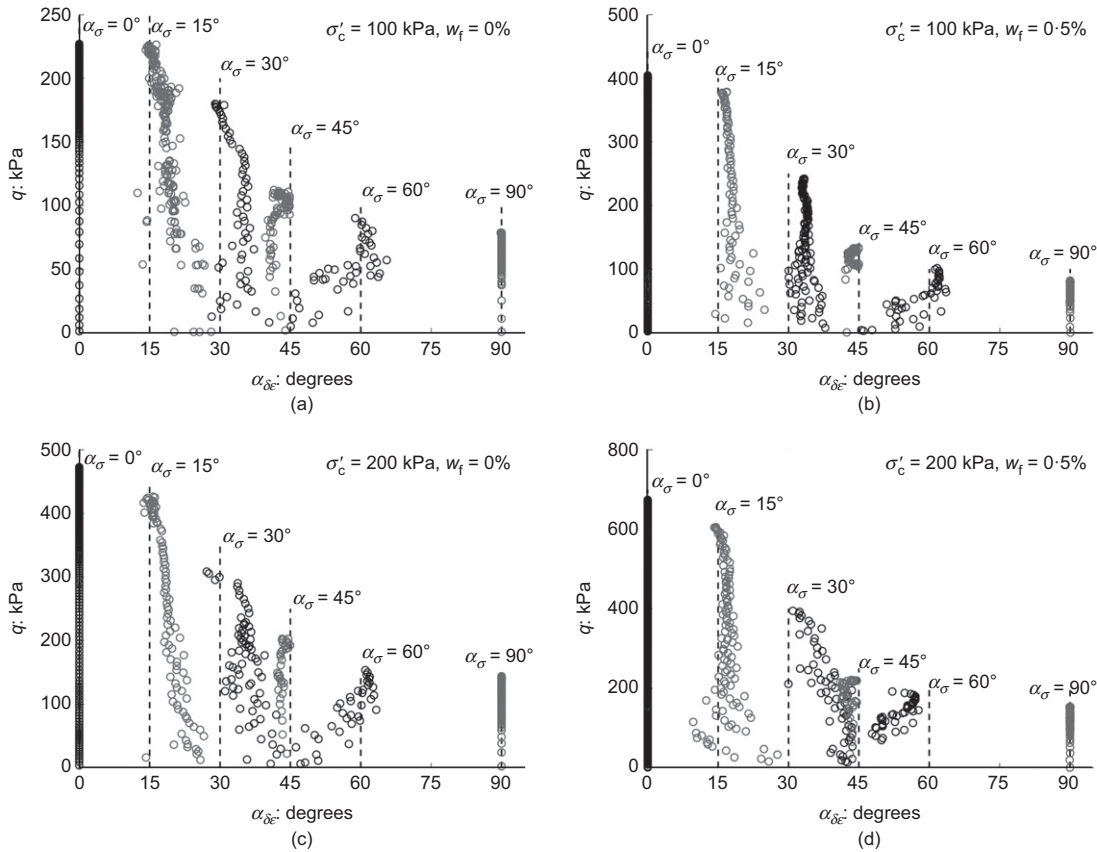 250
200
150
100
50
0
q: kPa
α_σ = 0°
α_σ = 15°
σ′_c = 100 kPa, w_f = 0%
α_σ = 30°
α_σ = 45°
α_σ = 60°
α_σ = 90°
0 15 30 45 60 75 90
α_δε: degrees
(a)
500
400
300
200
100
0
q: kPa
α_σ = 0°
α_σ = 15°
σ′_c = 100 kPa, w_f = 0·5%
α_σ = 30°
α_σ = 45°
α_σ = 60°
α_σ = 90°
0 15 30 45 60 75 90
α_δε: degrees
(b)
500
400
300
200
100
0
q: kPa
α_σ = 0°
α_σ = 15°
σ′_c = 200 kPa, w_f = 0%
α_σ = 30°
α_σ = 45°
α_σ = 60°
α_σ = 90°
0 15 30 45 60 75 90
α_δε: degrees
(c)
800
600
400
200
0
q: kPa
α_σ = 0°
α_σ = 15°
σ′_c = 200 kPa, w_f = 0·5%
α_σ = 30°
α_σ = 45°
α_σ = 60°
α_σ = 90°
0 15 30 45 60 75 90
α_δε: degrees
(d)